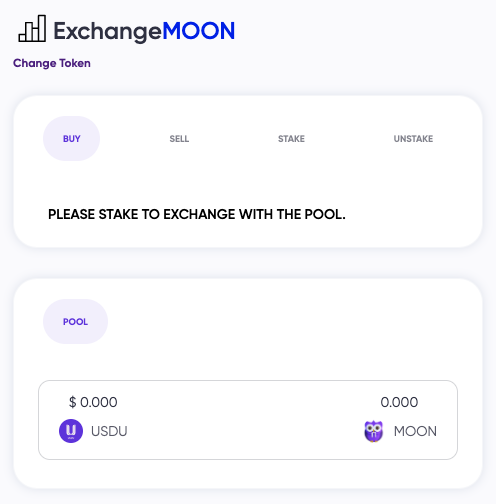 ExchangeMOON
Change Token
BUY SELL STAKE UNSTAKE
PLEASE STAKE TO EXCHANGE WITH THE POOL.
POOL
$ 0.000 0.000
USDU MOON